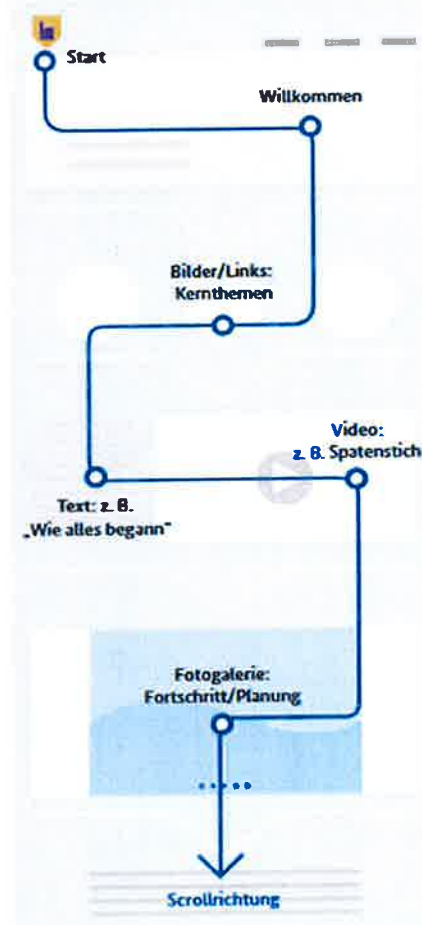 Start
Willkommen
Bilder/Links:
Kernthemen
Video:
z. B. Spatenstich
Text: z. B.
„Wie alles begann"
Fotogalerie:
Fortschritt/Planung
Scrollrichtung